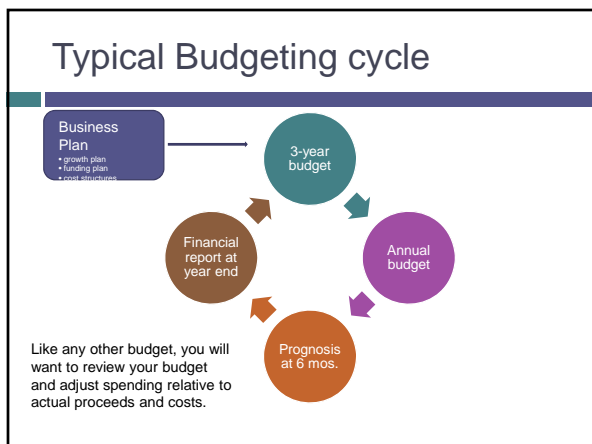 Typical Budgeting cycle
Business
Plan
• growth plan
• funding plan
• cost structures
3-year
budget
Annual
budget
Prognosis
at 6 mos.
Financial
report at
year end
Like any other budget, you will
want to review your budget
and adjust spending relative to
actual proceeds and costs.